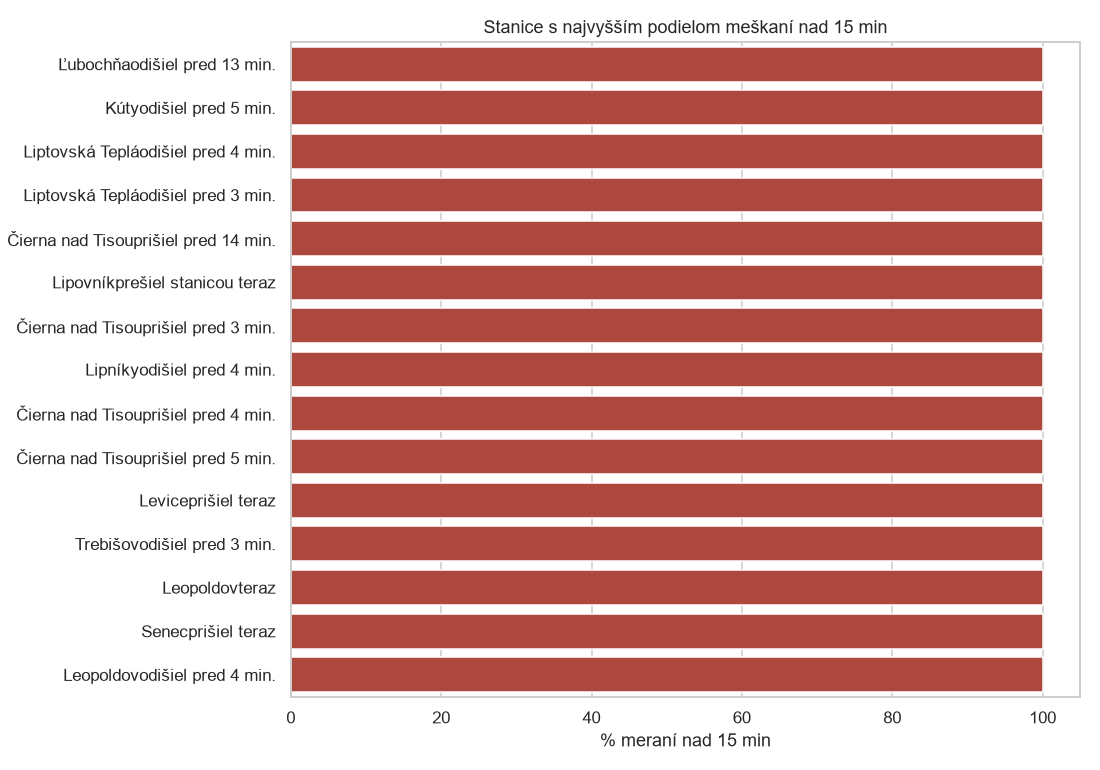 Stanice s najvyšším podielom meškaní nad 15 min
Ľubochňaodišiel pred 13 min.
Kútyodišiel pred 5 min.
Liptovská Tepláodišiel pred 4 min.
Liptovská Tepláodišiel pred 3 min.
Čierna nad Tisouprišiel pred 14 min.
Lipovníkprešiel stanicou teraz
Čierna nad Tisouprišiel pred 3 min.
Lipníkyodišiel pred 4 min.
Čierna nad Tisouprišiel pred 4 min.
Čierna nad Tisouprišiel pred 5 min.
Leviceprišiel teraz
Trebišovodišiel pred 3 min.
Leopoldovteraz
Senecprišiel teraz
Leopoldovodišiel pred 4 min.
0 20 40 60 80 100
% meraní nad 15 min